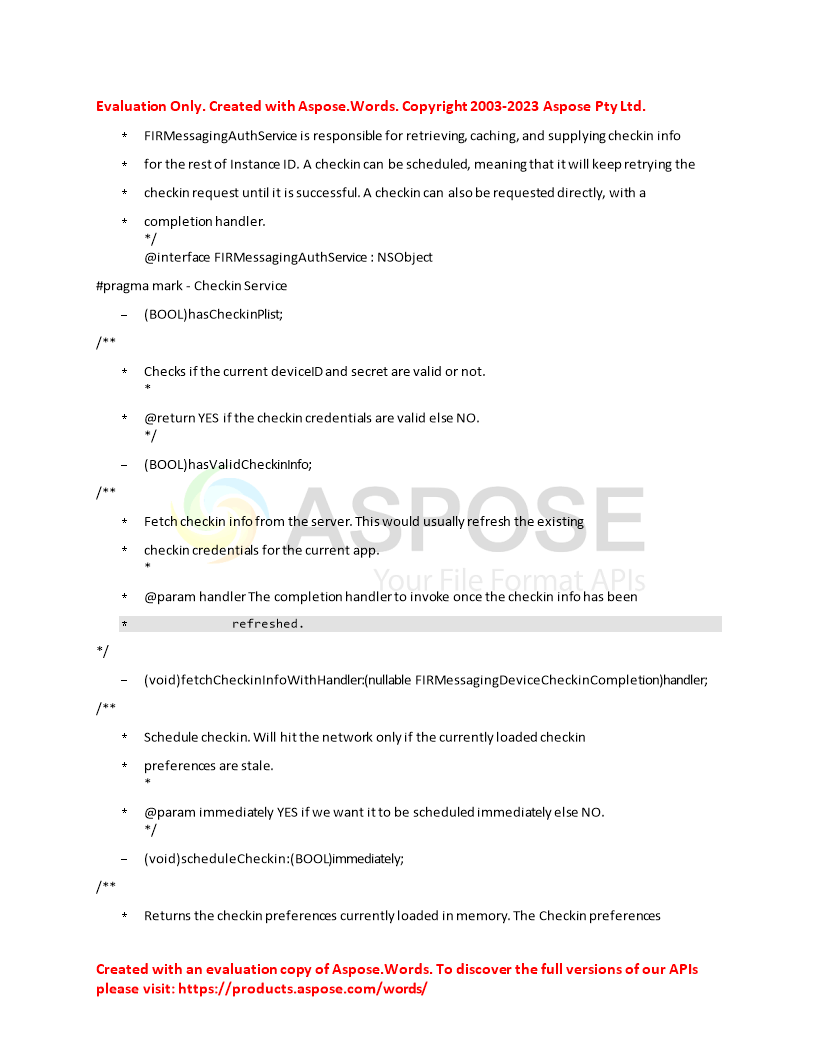 Evaluation Only. Created with Aspose.Words. Copyright 2003-2023 Aspose Pty Ltd.
* FIRMessagingAuthService is responsible for retrieving, caching, and supplying checkin info
* for the rest of Instance ID. A checkin can be scheduled, meaning that it will keep retrying the
* checkin request until it is successful. A checkin can also be requested directly, with a
* completion handler.
*/
@interface FIRMessagingAuthService : NSObject
#pragma mark - Checkin Service
– (BOOL)hasCheckinPlist;
/**
* Checks if the current deviceID and secret are valid or not.
*
* @return YES if the checkin credentials are valid else NO.
*/
– (BOOL)hasValidCheckinInfo;
/**
ASPOSE
* Fetch checkin info from the server. This would usually refresh the existing
* checkin credentials for the current app.
*
Your File Format APIs
* @param handler The completion handler to invoke once the checkin info has been
* refreshed.
*/
– (void)fetchCheckinInfoWithHandler:(nullable FIRMessagingDeviceCheckinCompletion)handler;
/**
* Schedule checkin. Will hit the network only if the currently loaded checkin
* preferences are stale.
*
* @param immediately YES if we want it to be scheduled immediately else NO.
*/
– (void)scheduleCheckin:(BOOL)immediately;
/**
* Returns the checkin preferences currently loaded in memory. The Checkin preferences
Created with an evaluation copy of Aspose.Words. To discover the full versions of our APIs
please visit: https://products.aspose.com/words/